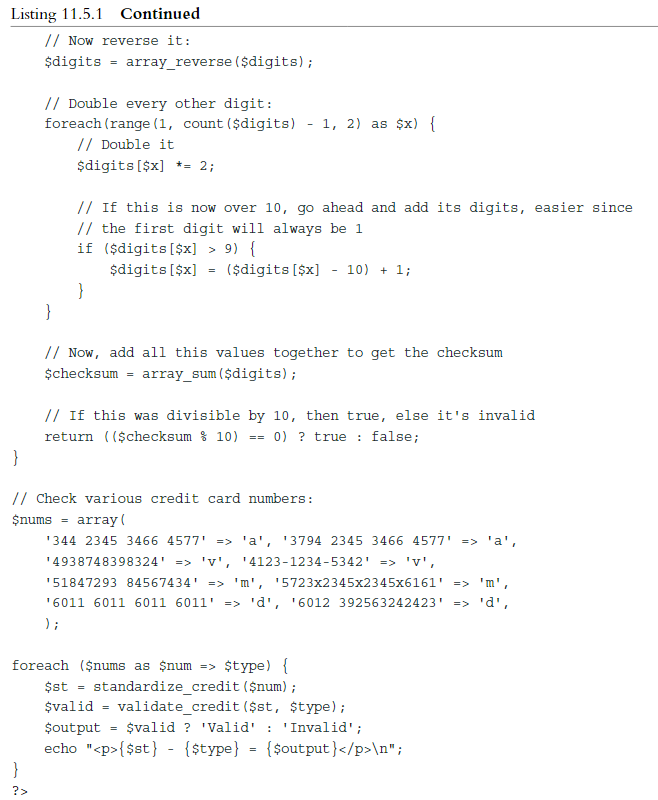 Listing 11.5.1 Continued
// Now reverse it:
$digits = array_reverse($digits);
// Double every other digit:
foreach(range(1, count($digits) - 1, 2) as $x) {
// Double it
$digits[$x] *= 2;
// If this is now over 10, go ahead and add its digits, easier since
// the first digit will always be 1
if ($digits[$x] > 9) {
$digits[$x] = ($digits[$x] - 10) + 1;
}
}
// Now, add all this values together to get the checksum
$checksum = array_sum($digits);
// If this was divisible by 10, then true, else it's invalid
return (($checksum % 10) == 0) ? true : false;
}
// Check various credit card numbers:
$nums = array(
'344 2345 3466 4577' => 'a', '3794 2345 3466 4577' => 'a',
'4938748398324' => 'v', '4123-1234-5342' => 'v',
'51847293 84567434' => 'm', '5723x2345x2345x6161' => 'm',
'6011 6011 6011 6011' => 'd', '6012 392563242423' => 'd',
);
foreach ($nums as $num => $type) {
$st = standardize_credit($num);
$valid = validate_credit($st, $type);
$output = $valid ? 'Valid' : 'Invalid';
echo "<p>{$st} - {$type} = {$output}</p>\n";
}
?>